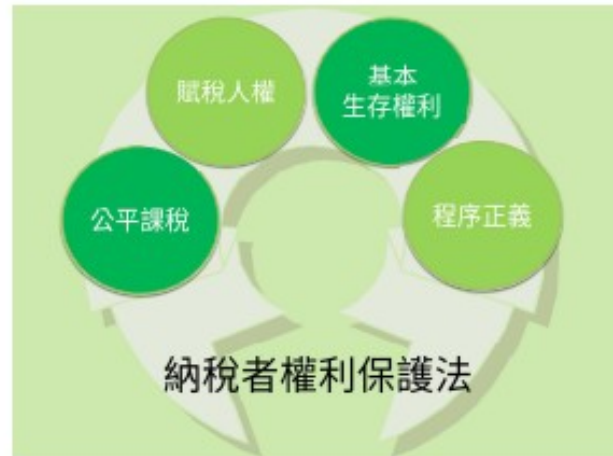 賦稅人權
基本
生存權利
公平課稅
程序正義
納稅者權利保護法